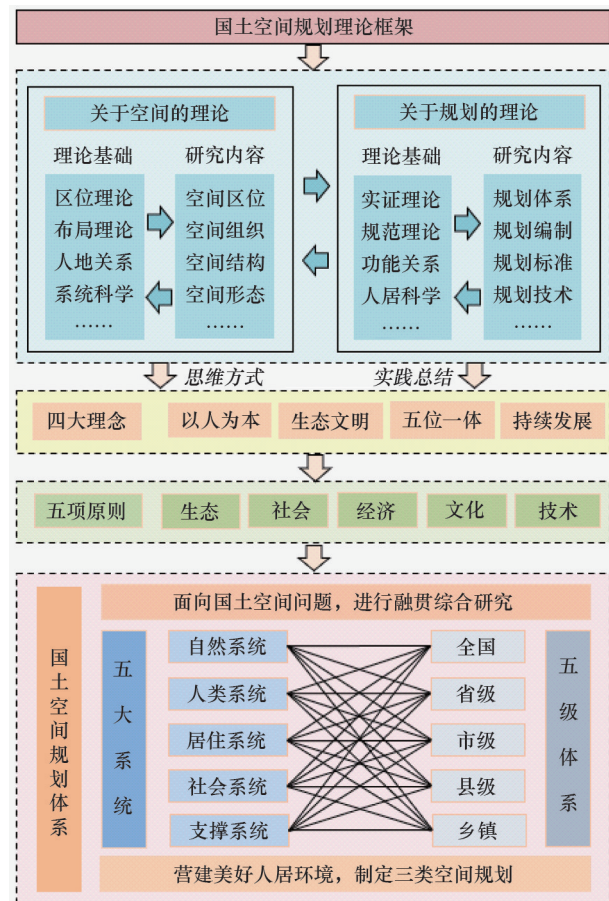 国土空间规划理论框架
关于空间的理论
理论基础
研究内容
区位理论
布局理论
人地关系
系统科学
……
空间区位
空间组织
空间结构
空间形态
……
关于规划的理论
理论基础
研究内容
实证理论
规范理论
功能关系
人居科学
……
规划体系
规划编制
规划标准
规划技术
……
思维方式
实践总结
四大理念
以人为本
生态文明
五位一体
持续发展
五项原则
生态
社会
经济
文化
技术
国土空间规划体系
面向国土空间问题，进行融贯综合研究
五大系统
自然系统
人类系统
居住系统
社会系统
支撑系统
全国
省级
市级
县级
乡镇
五级体系
营建美好人居环境，制定三类空间规划